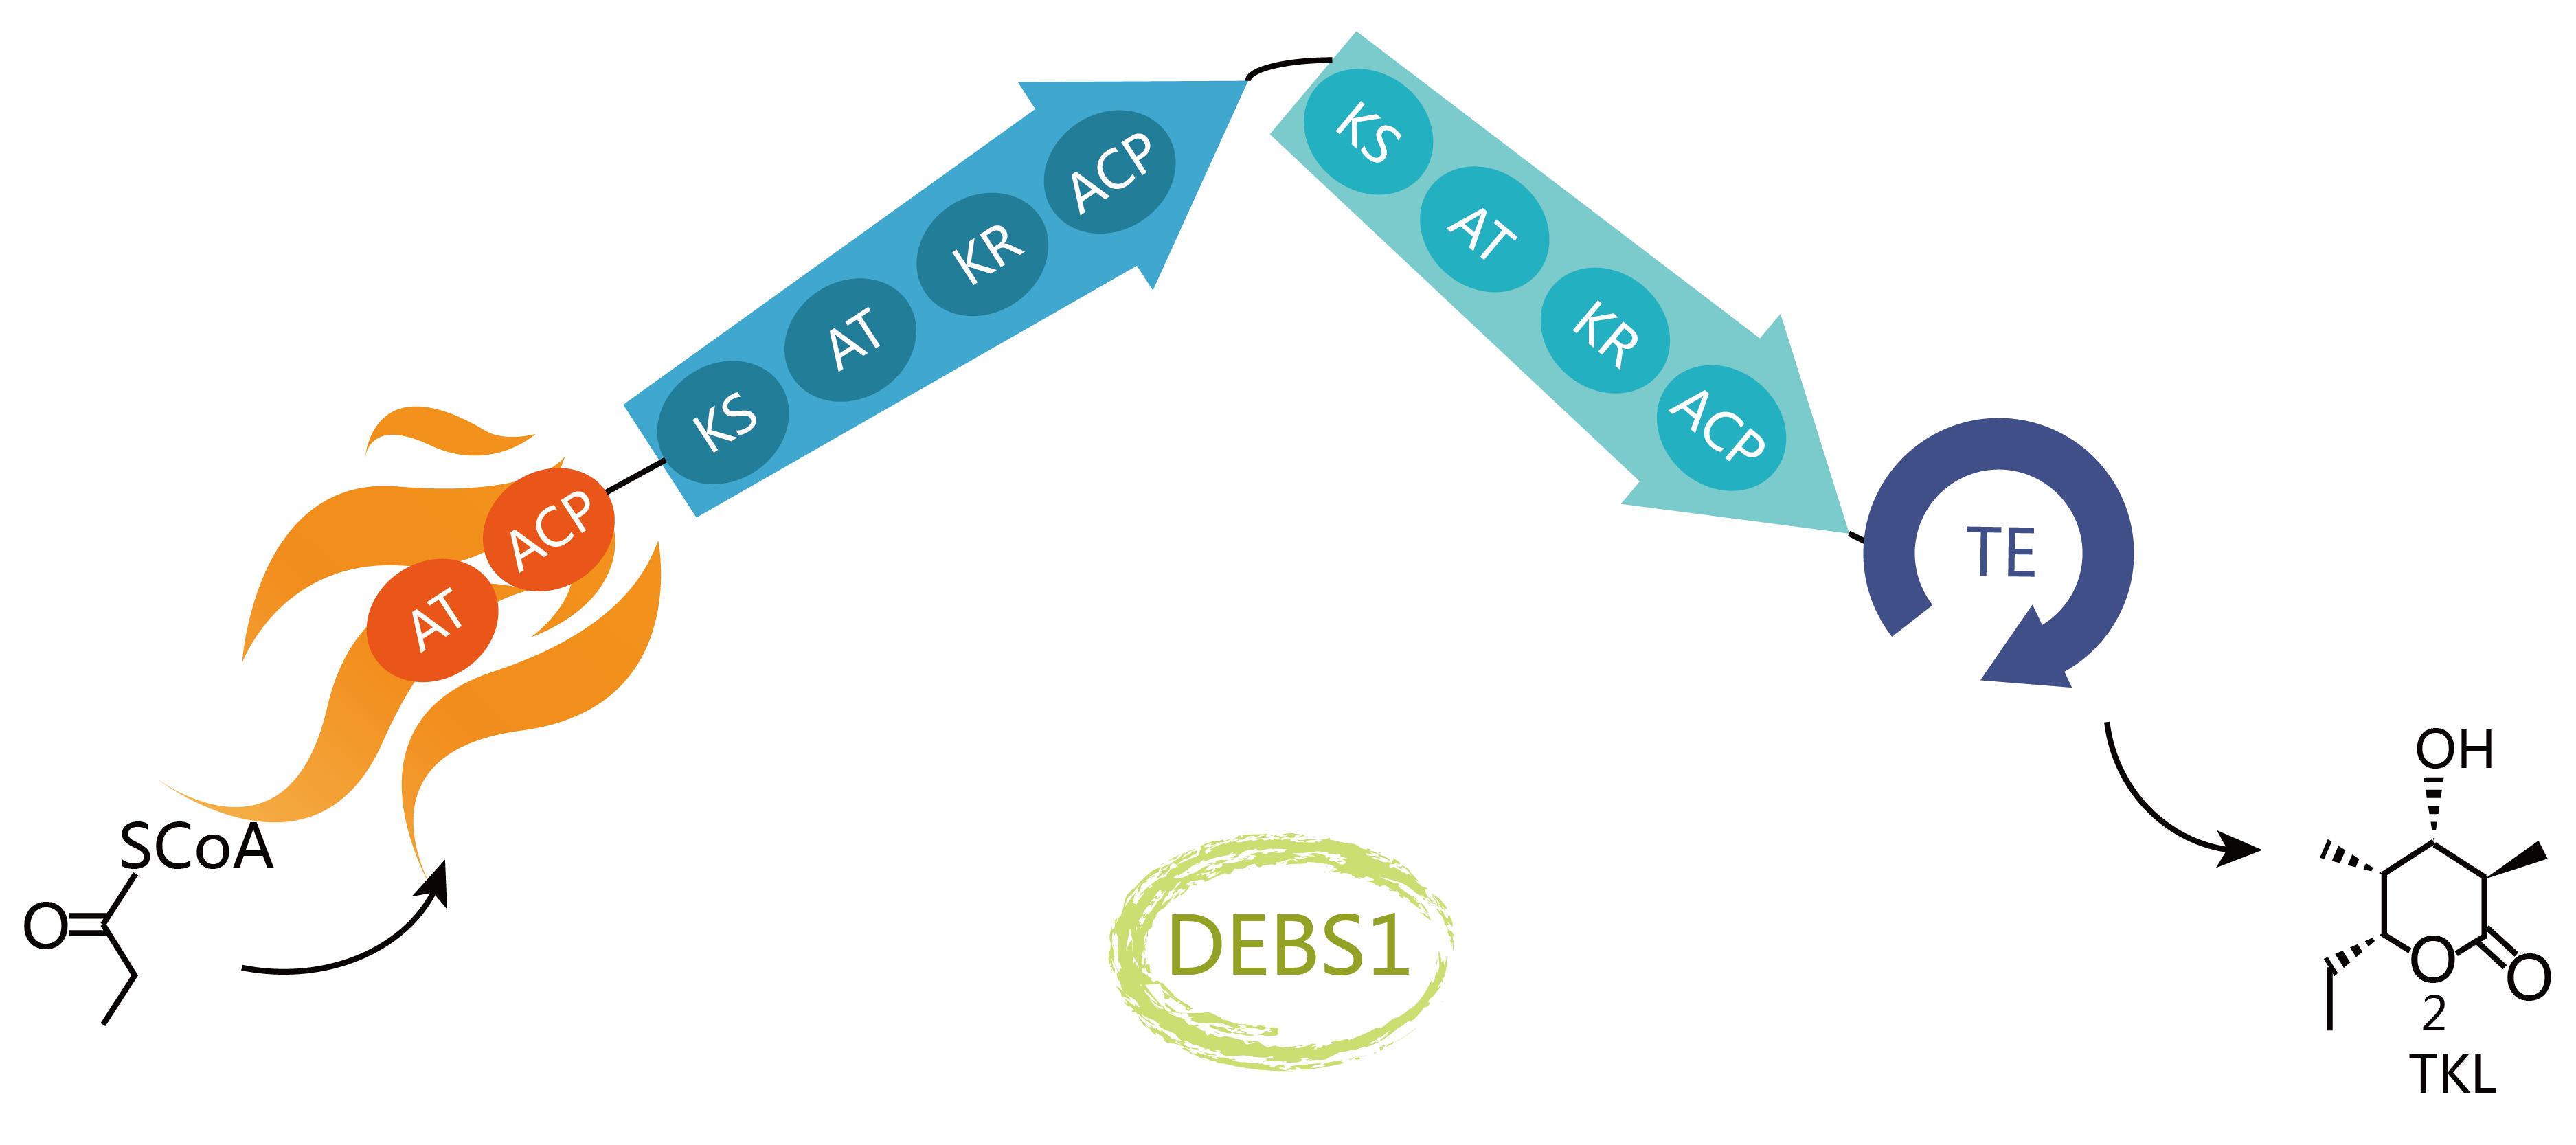 SCoA
O
AT
ACP
KS
AT
KR
ACP
KS
AT
KR
ACP
TE
DEBS1
OH
O
O
2
TKL